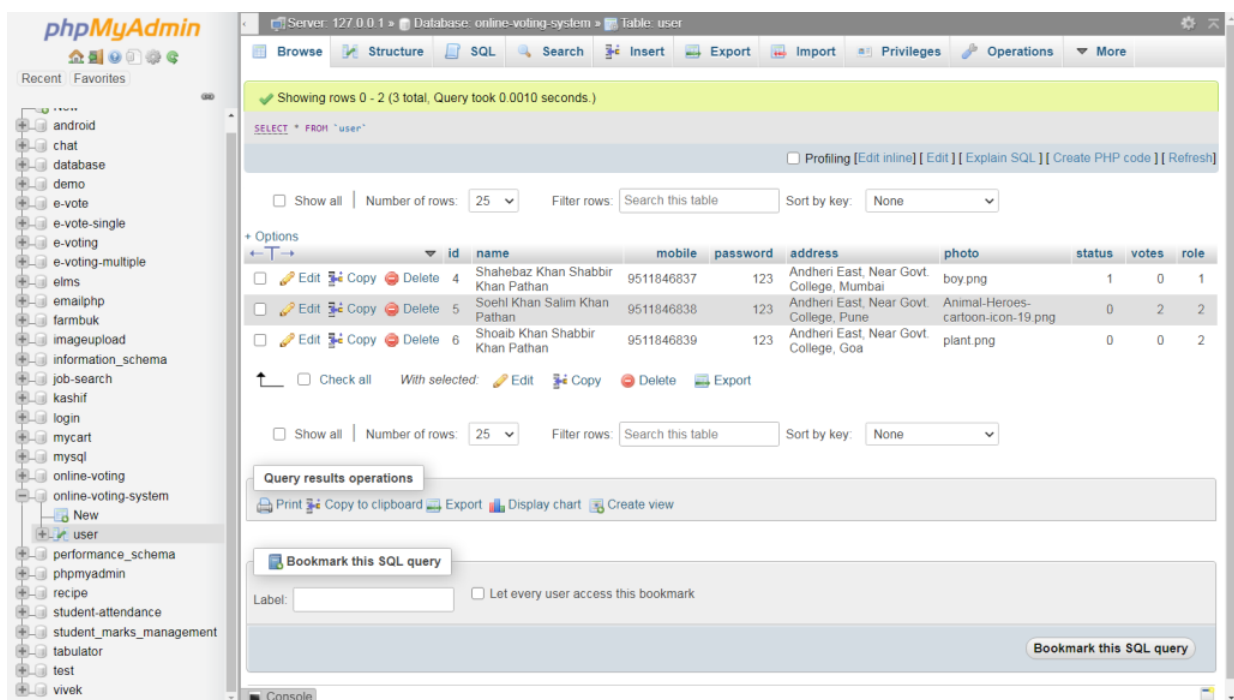 phpMyAdmin
Recent Favorites
New
android
chat
database
demo
e-vote
e-vote-single
e-voting
e-voting-multiple
elms
emailphp
farmbuk
imageupload
information_schema
job-search
kashif
login
mycart
mysql
online-voting
online-voting-system
New
user
performance_schema
phpmyadmin
recipe
student-attendance
student_marks_management
tabulator
test
vivek
Server: 127.0.0.1 » Database: online-voting-system » Table: user
Browse Structure SQL Search Insert Export Import Privileges Operations More
Showing rows 0 - 2 (3 total, Query took 0.0010 seconds.)
SELECT * FROM `user`
Profiling [Edit inline] [ Edit ] [ Explain SQL ] [ Create PHP code ] [ Refresh]
Show all | Number of rows: 25 Filter rows: Search this table Sort by key: None
+ Options
←T→ id name mobile password address photo status votes role
Edit Copy Delete 4 Shahebaz Khan Shabbir Khan Pathan 9511846837 123 Andheri East, Near Govt. College, Mumbai boy.png 1 0 1
Edit Copy Delete 5 Soehl Khan Salim Khan Pathan 9511846838 123 Andheri East, Near Govt. College, Pune Animal-Heroes-cartoon-icon-19.png 0 2 2
Edit Copy Delete 6 Shoaib Khan Shabbir Khan Pathan 9511846839 123 Andheri East, Near Govt. College, Goa plant.png 0 0 2
Check all With selected: Edit Copy Delete Export
Show all | Number of rows: 25 Filter rows: Search this table Sort by key: None
Query results operations
Print Copy to clipboard Export Display chart Create view
Bookmark this SQL query
Label: Let every user access this bookmark
Bookmark this SQL query
Console